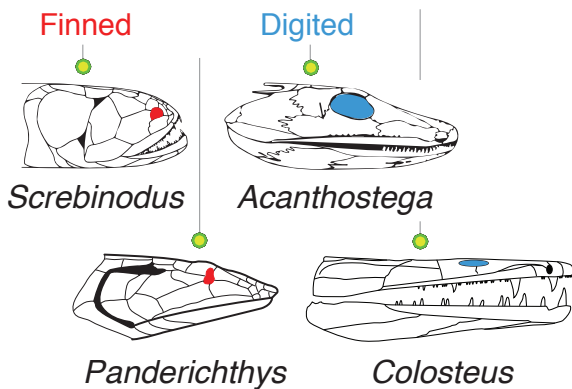 Finned
Digited
Screbinodus
Acanthostega
Panderichthys
Colosteus